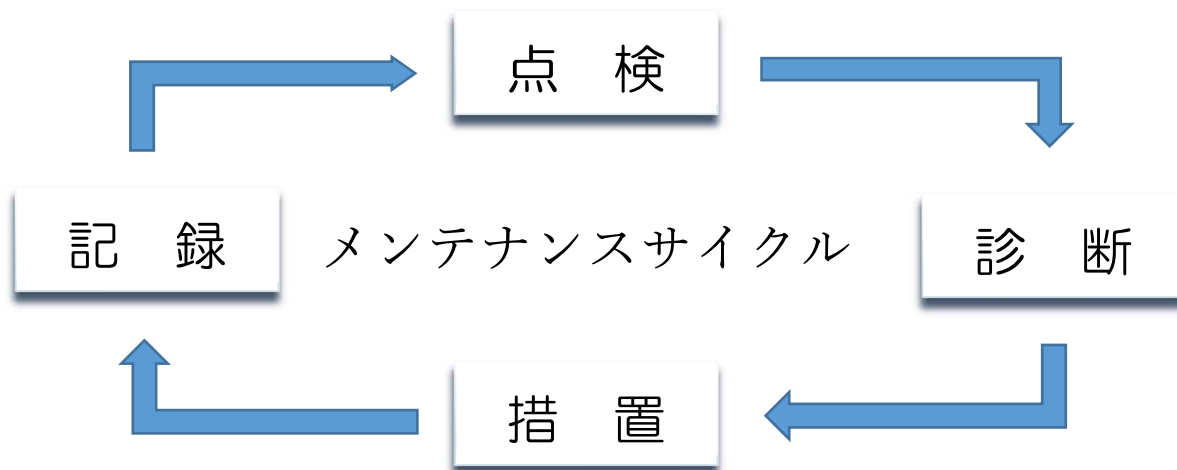 点　検
記　録
メンテナンスサイクル
診　断
措　置